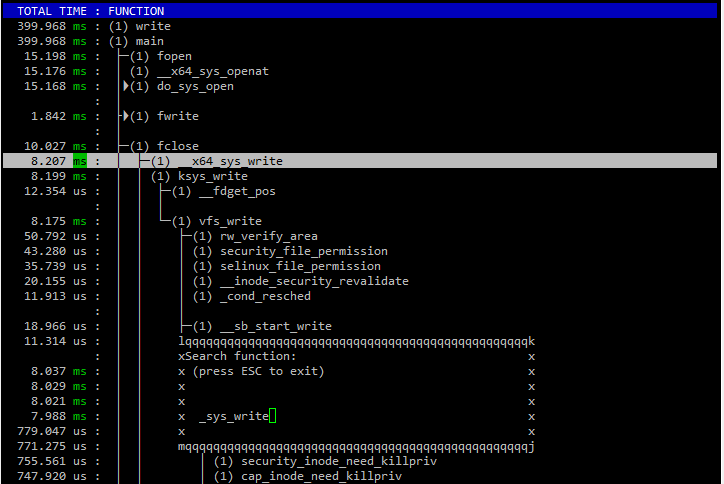 TOTAL TIME : FUNCTION
399.968 ms : (1) write
399.968 ms : (1) main
15.198 ms : (1) fopen
15.176 ms : (1) __x64_sys_openat
15.168 ms : (1) do_sys_open
:
1.842 ms : (1) fwrite
:
10.027 ms : (1) fclose
8.207 ms : (1) __x64_sys_write
8.199 ms : (1) ksys_write
12.354 us : (1) __fdget_pos
:
8.175 ms : (1) vfs_write
50.792 us : (1) rw_verify_area
43.280 us : (1) security_file_permission
35.739 us : (1) selinux_file_permission
20.155 us : (1) __inode_security_revalidate
11.913 us : (1) _cond_resched
:
18.966 us : (1) __sb_start_write
11.314 us : lqqqqqqqqqqqqqqqqqqqqqqqqqqqqqqqqqqqqqqqqqqqqqqqqqk
: xSearch function: x
8.037 ms : x (press ESC to exit) x
8.029 ms : x x
8.021 ms : x x
7.988 ms : x _sys_write x
779.047 us : x x
771.275 us : mqqqqqqqqqqqqqqqqqqqqqqqqqqqqqqqqqqqqqqqqqqqqqqqqqj
755.561 us : (1) security_inode_need_killpriv
747.920 us : (1) cap_inode_need_killpriv